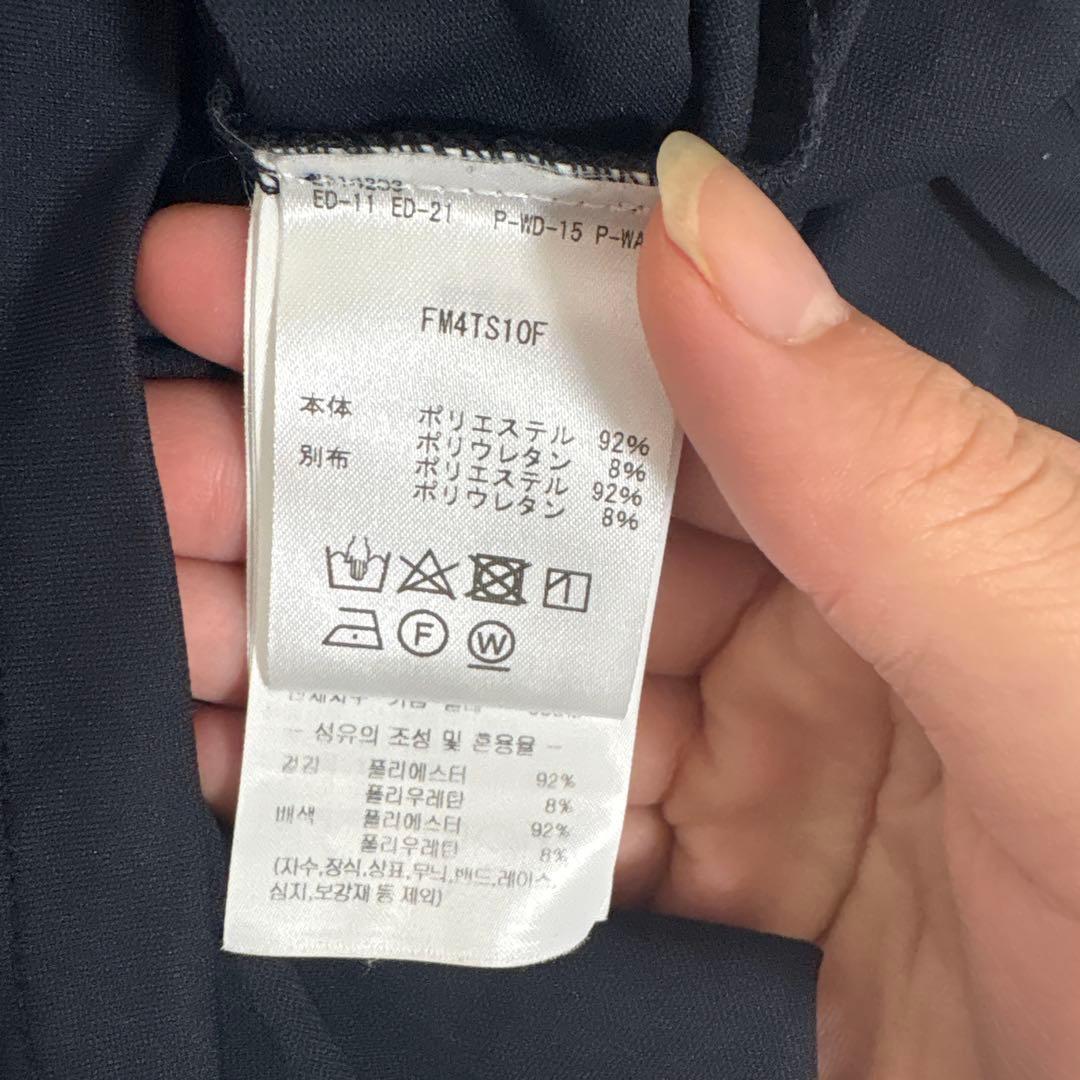 ED-11 ED-21 P-WD-15 P-WA
FM4TS10F
本体 ポリエステル 92%
ポリウレタン 8%
別布 ポリエステル 92%
ポリウレタン 8%
F
W
- 섬유의 조성 및 혼용율 -
겉감 폴리에스터 92%
폴리우레탄 8%
배색 폴리에스터 92%
폴리우레탄 8%
(자수,장식,상표,무늬,밴드,레이스,
심지,보강재 등 제외)